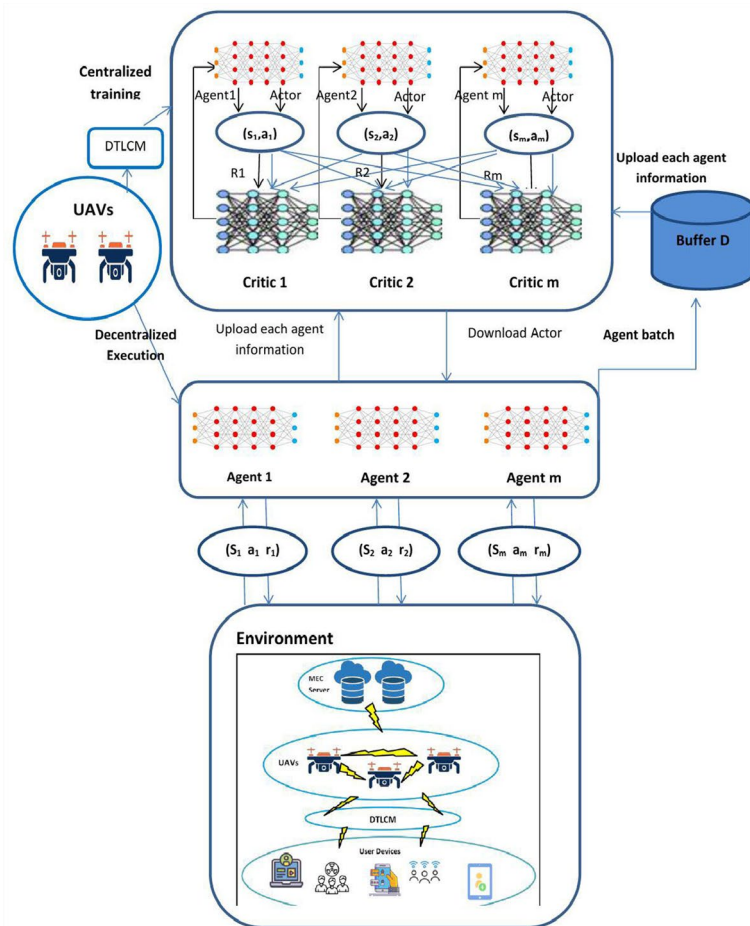 Centralized
training
Agent1
Actor
Agent2
Actor
Agent m
Actor
(s₁,a₁)
(s₂,a₂)
(sₘ,aₘ)
DTLCM
R1
R2
Rm
...
Upload each agent
information
UAVs
Buffer D
Critic 1
Critic 2
Critic m
Decentralized
Execution
Upload each agent
information
Download Actor
Agent batch
Agent 1
Agent 2
Agent m
(S₁ a₁ r₁)
(S₂ a₂ r₂)
(Sₘ aₘ rₘ)
Environment
MEC
Server
UAVs
DTLCM
User Devices